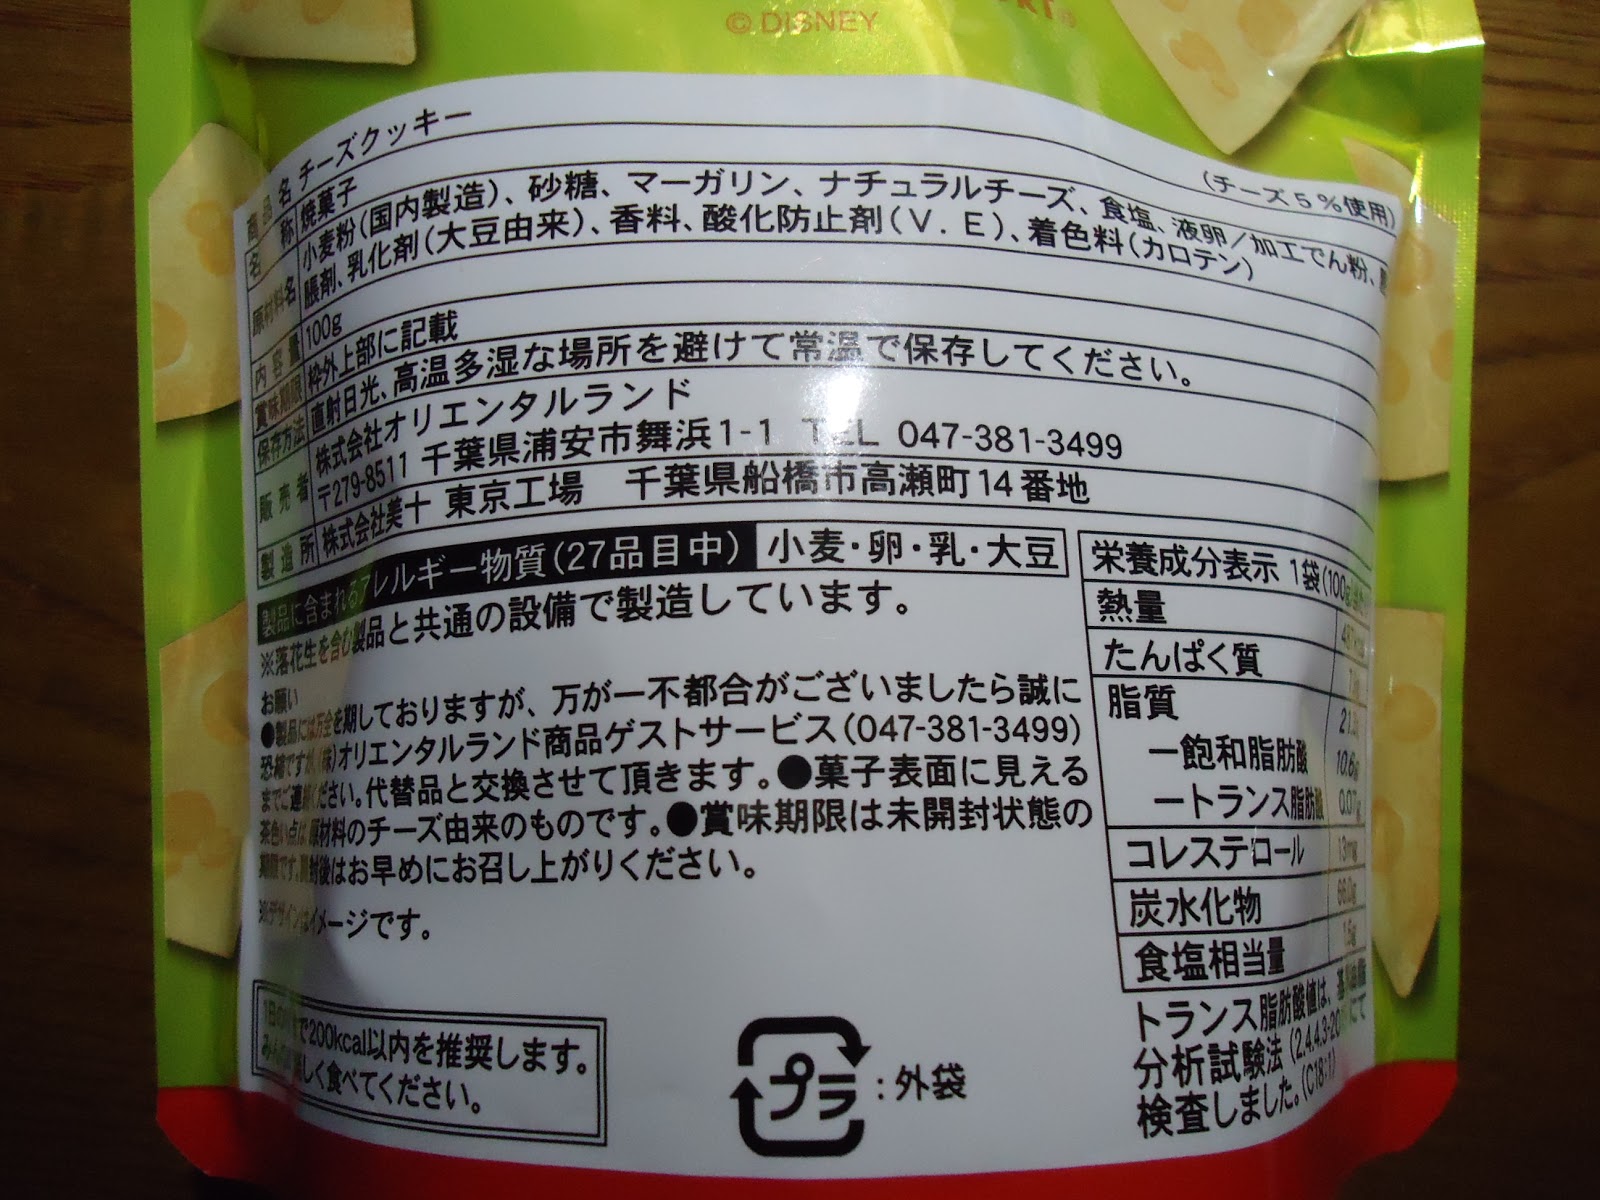 © DISNEY
商品名 チーズクッキー
(チーズ5%使用)
名称 焼菓子
原材料名 小麦粉(国内製造)、砂糖、マーガリン、ナチュラルチーズ、食塩、液卵/加工でん粉、膨
脹剤、乳化剤(大豆由来)、香料、酸化防止剤(V.E)、着色料(カロテン)
内容量 100g
賞味期限 枠外上部に記載
保存方法 直射日光、高温多湿な場所を避けて常温で保存してください。
販売者 株式会社オリエンタルランド
〒279-8511 千葉県浦安市舞浜1-1 TEL 047-381-3499
製造所 株式会社美十 東京工場 千葉県船橋市高瀬町14番地
製品に含まれるアレルギー物質(27品目中) 小麦・卵・乳・大豆
※落花生を含む製品と共通の設備で製造しています。
お願い
●製品には万全を期しておりますが、万が一不都合がございましたら誠に
恐縮ですが、(株)オリエンタルランド商品ゲストサービス(047-381-3499)
までご連絡ください。代替品と交換させて頂きます。●菓子表面に見える
茶色い点は原材料のチーズ由来のものです。●賞味期限は未開封状態の
期限です。開封後はお早めにお召し上がりください。
※デザインはイメージです。
で200kcal以内を推奨します。
しく食べてください。
プラ:外袋
栄養成分表示 1袋(100g
熱量
たんぱく質
脂質
ー飽和脂肪酸 10.6g
ートランス脂肪酸
コレステロール 13mg
炭水化物
食塩相当量
トランス脂肪酸値は、
分析試験法(2.4.4.3-20
検査しました。(C18:1)